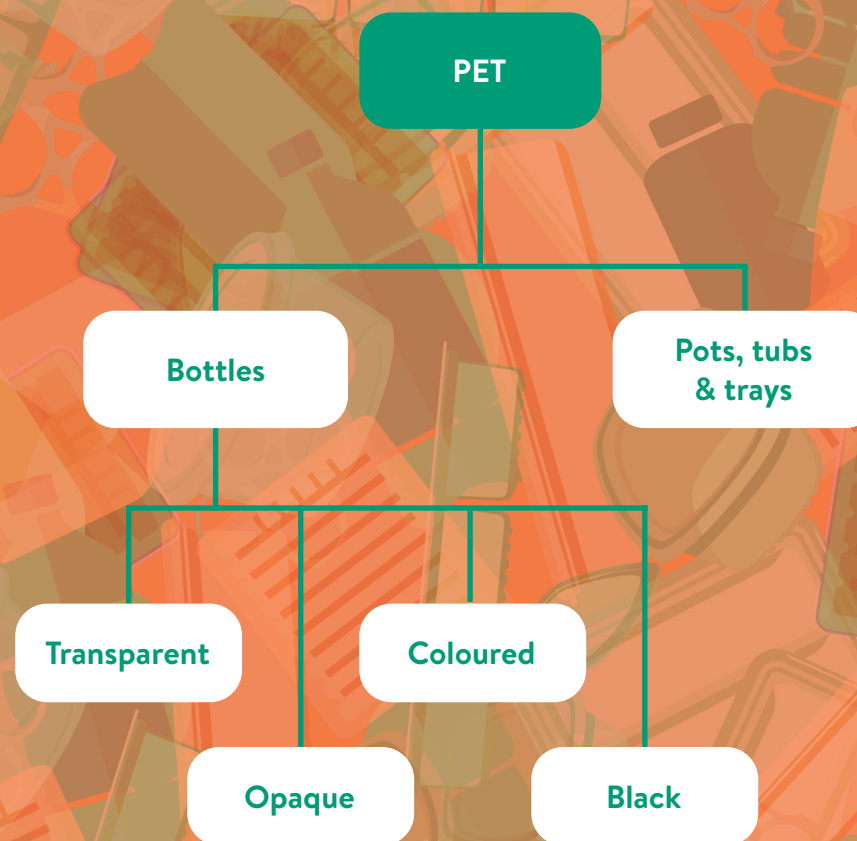 PET
Bottles
Pots, tubs
& trays
Transparent
Coloured
Opaque
Black